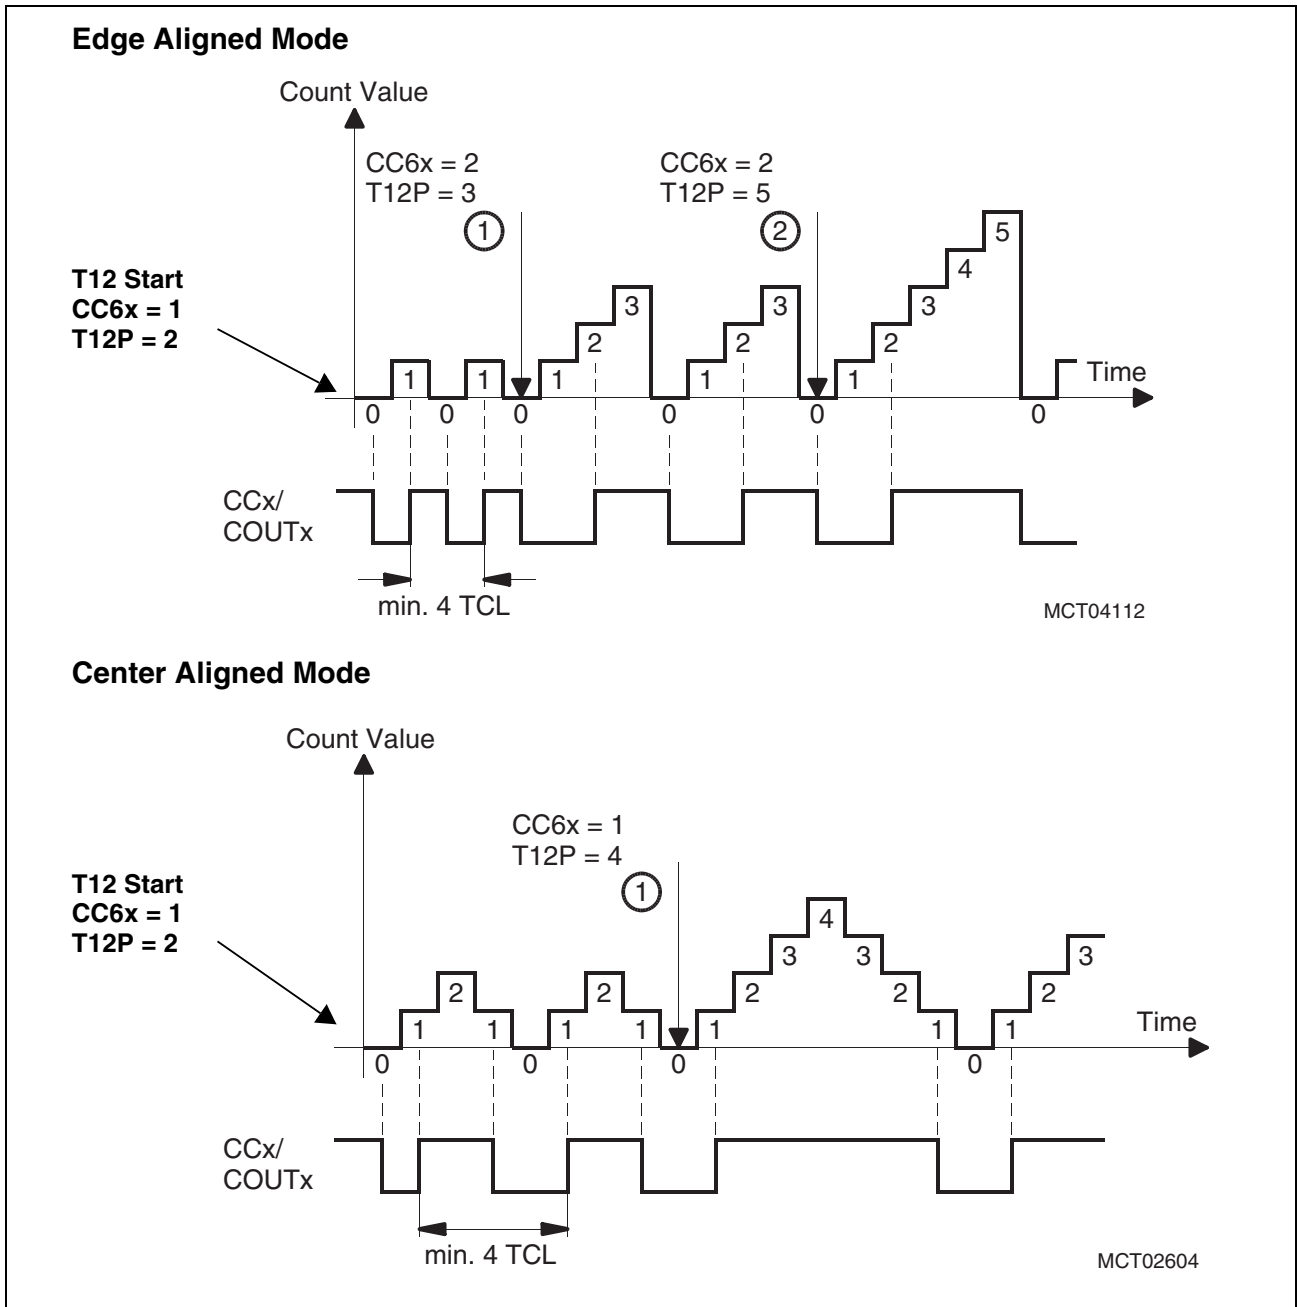 Edge Aligned Mode
Count Value
CC6x = 2
T12P = 3
1
CC6x = 2
T12P = 5
2
T12 Start
CC6x = 1
T12P = 2
5
4
3 3 3
2 2 2
1 1 1 1 1
Time
0 0 0 0 0 0
CCx/
COUTx
min. 4 TCL
MCT04112
Center Aligned Mode
Count Value
CC6x = 1
T12P = 4
1
T12 Start
CC6x = 1
T12P = 2
4
3 3 3
2 2 2 2 2
1 1 1 1 1 1 1
Time
0 0 0 0
CCx/
COUTx
min. 4 TCL
MCT02604